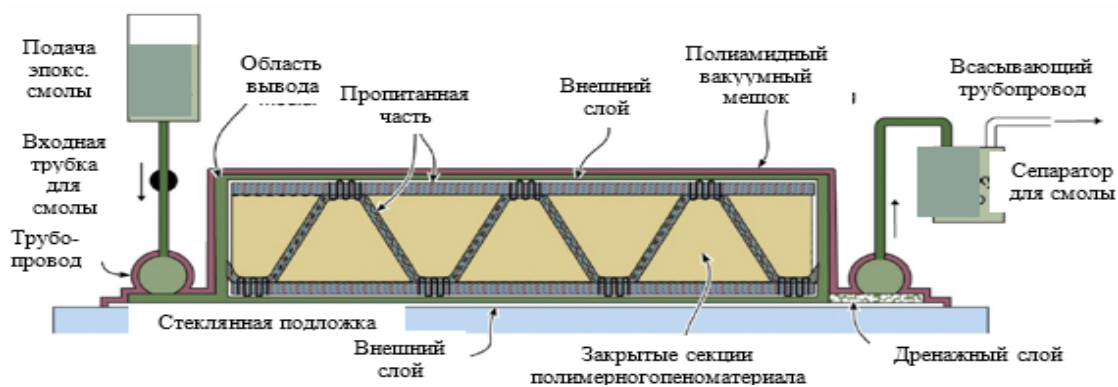 Подача
эпокс.
смолы
Область
вывода
Пропитанная
часть
Внешний
слой
Полиамидный
вакуумный
мешок
Всасывающий
трубопровод
Входная
трубка
для
смолы
Сепаратор
для смолы
Трубо-
провод
Стеклянная подложка
Внешний
слой
Закрытые секции
полимерногопеноматериала
Дренажный слой